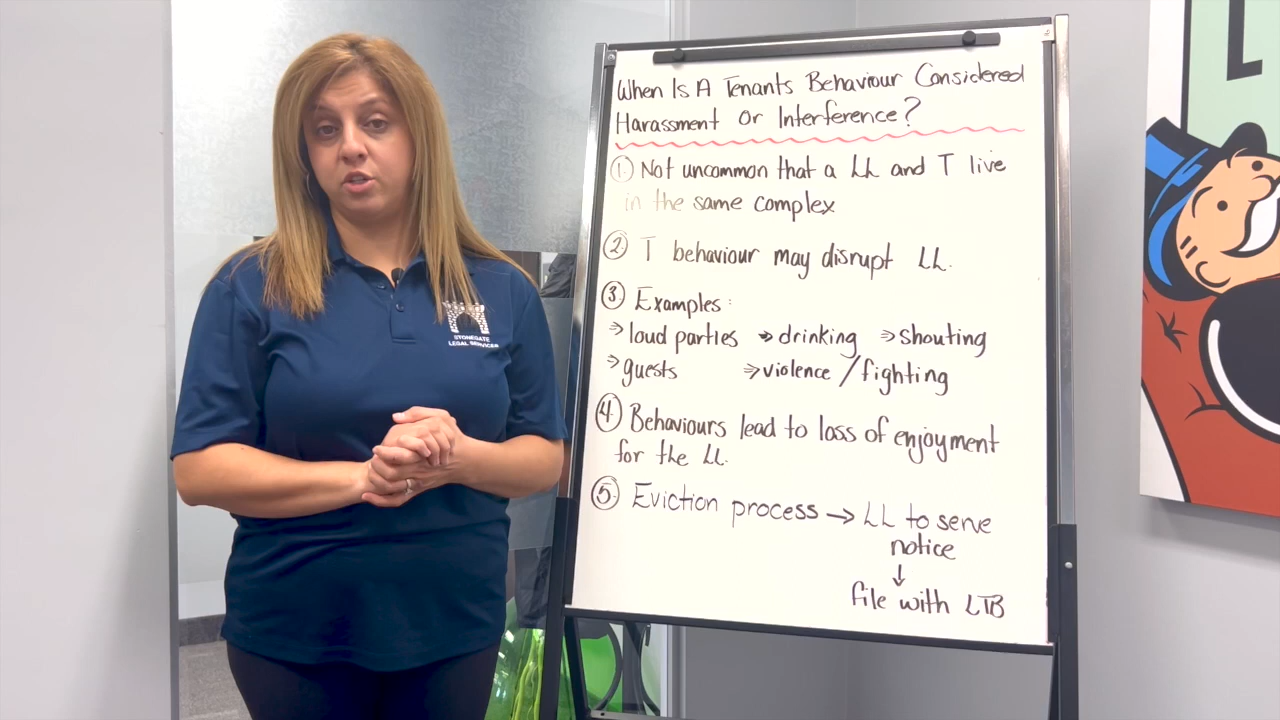 When Is A Tenants Behaviour Considered
Harassment Or Interference?
1. Not uncommon that a LL and T live
in the same complex
2. T behaviour may disrupt LL.
3 Examples:
⇒ loud parties ⇒ drinking ⇒ shouting
⇒ guests ⇒ violence / fighting
4. Behaviours lead to loss of enjoyment
for the LL.
5. Eviction process → LL to serve
notice
↓
file with LTB
STONEGATE
LEGAL SERVICES